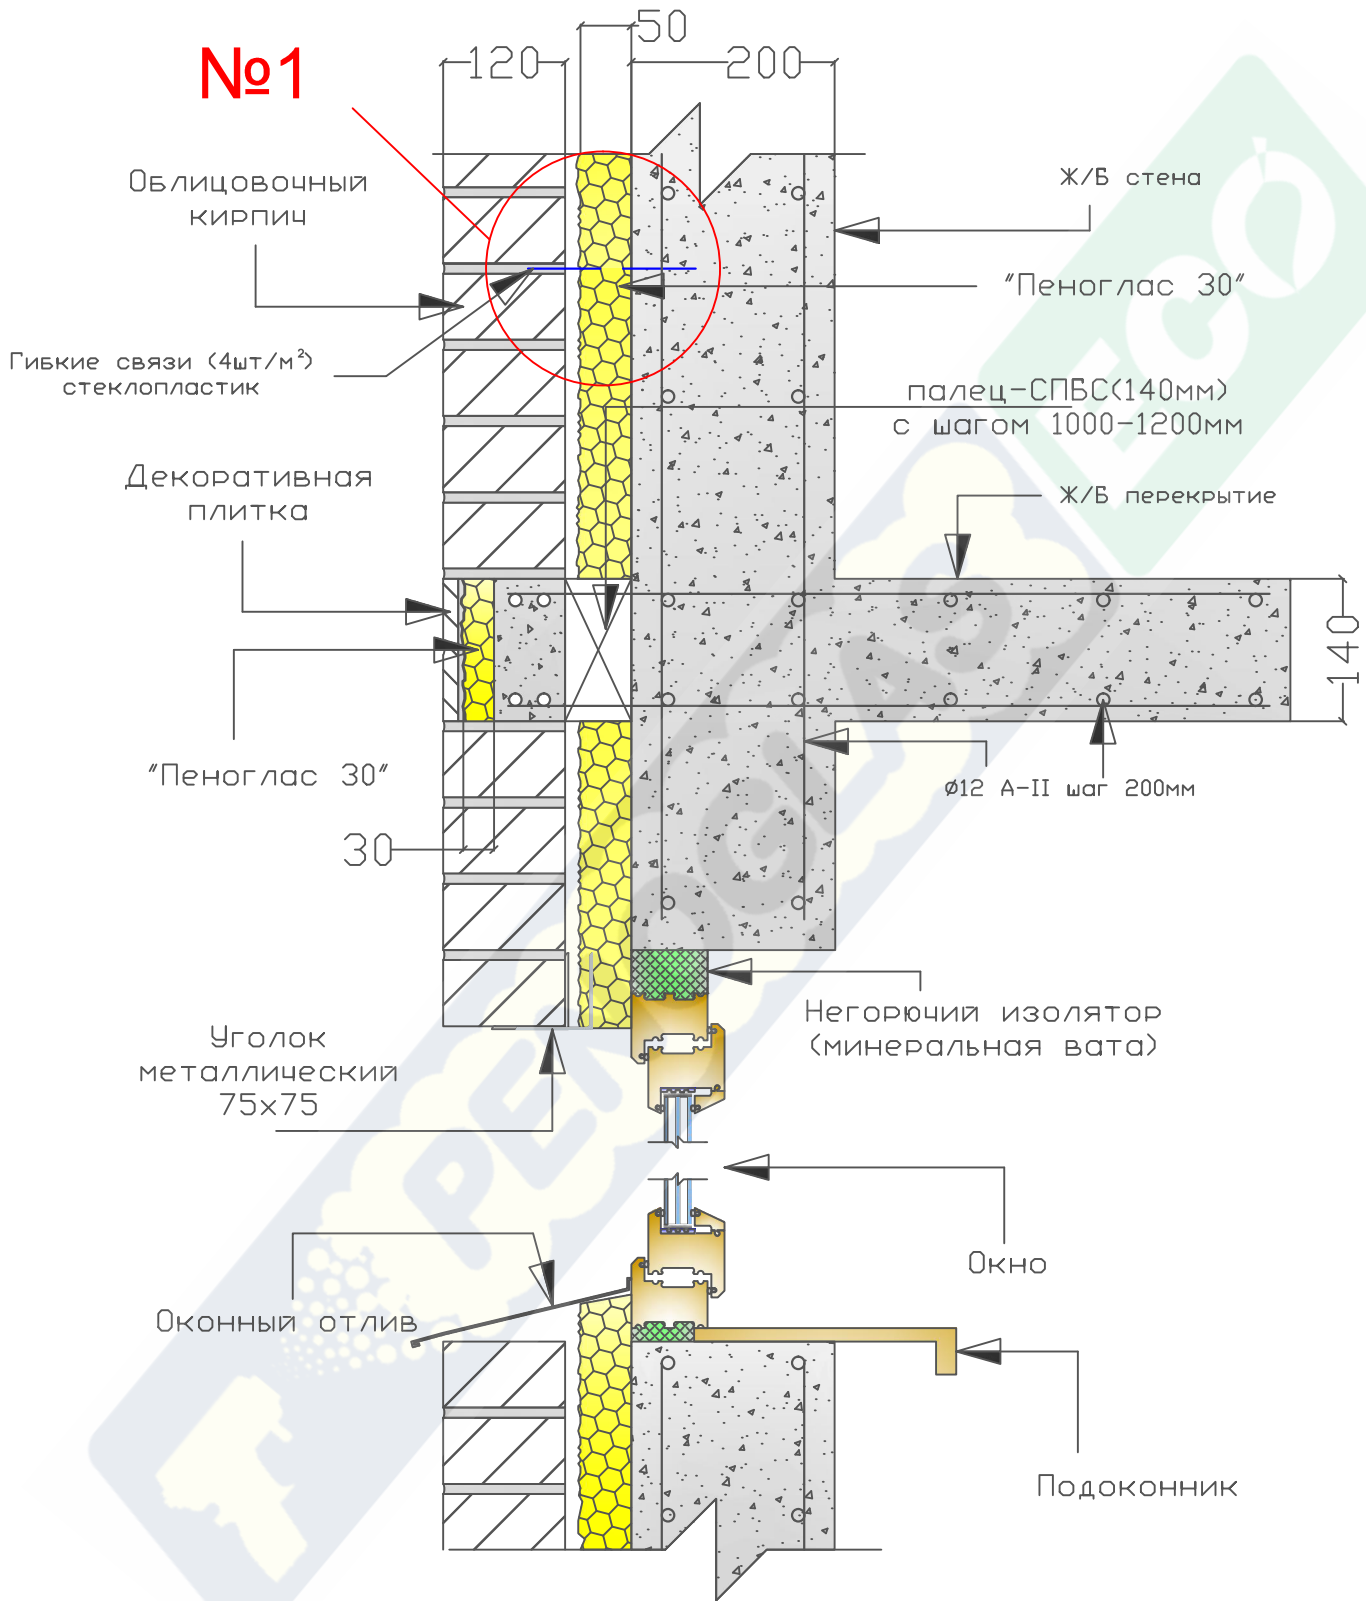 50
120
200
№1
Облицовочный
кирпич
Ж/Б стена
"Пеноглас 30"
Гибкие связи (4шт/м²)
стеклопластик
палец-СПБС(140мм)
с шагом 1000-1200мм
Декоративная
плитка
Ж/Б перекрытие
140
"Пеноглас 30"
Ø12 А-II шаг 200мм
30
Негорючий изолятор
(минеральная вата)
Уголок
металлический
75х75
Окно
Оконный отлив
Подоконник
PENOGLAS
ECO